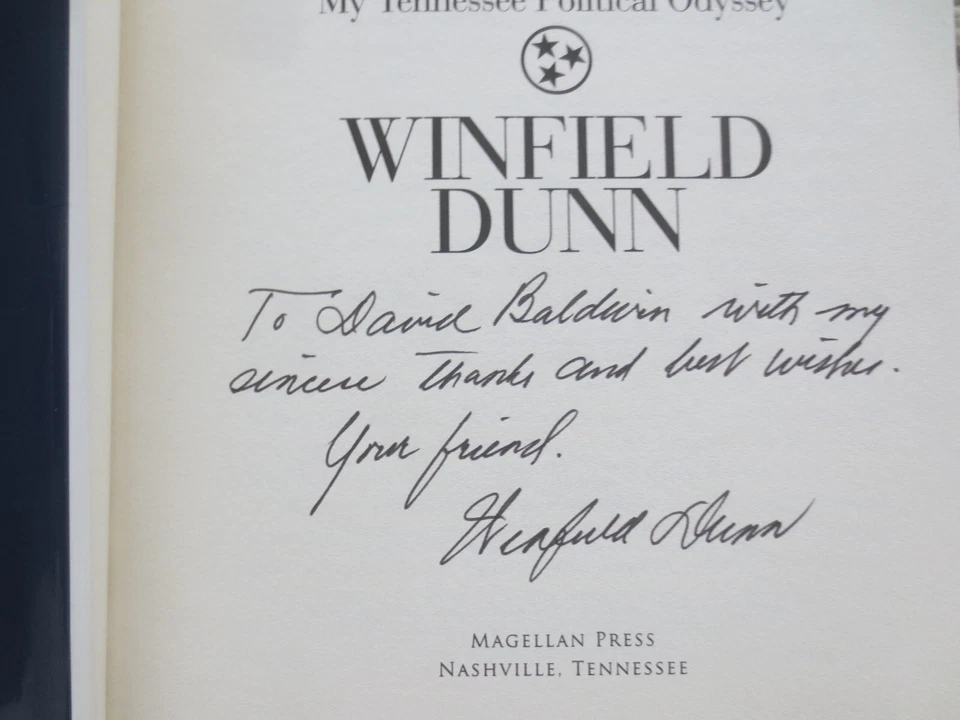 My Tennessee Political Odyssey
WINFIELD
DUNN
To David Baldwin with my
sincere thanks and best wishes.
Your friend.
Winfield Dunn
MAGELLAN PRESS
NASHVILLE, TENNESSEE